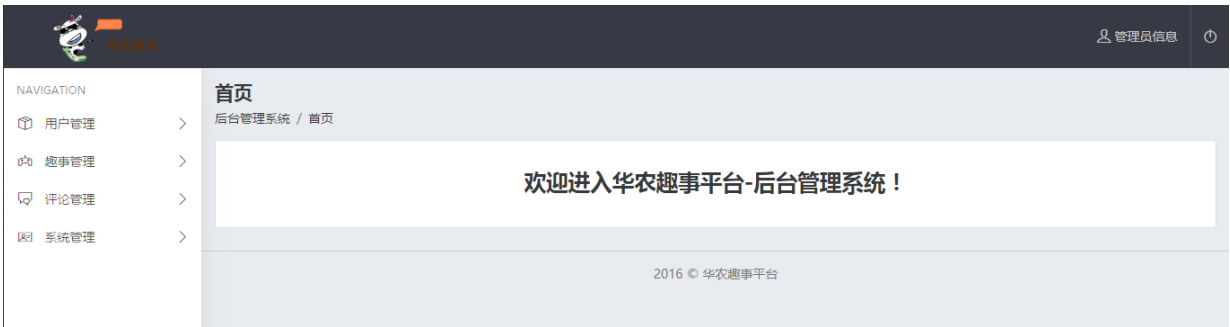 管理员信息
NAVIGATION
用户管理
趣事管理
评论管理
系统管理
首页
后台管理系统 / 首页
欢迎进入华农趣事平台-后台管理系统！
2016 © 华农趣事平台